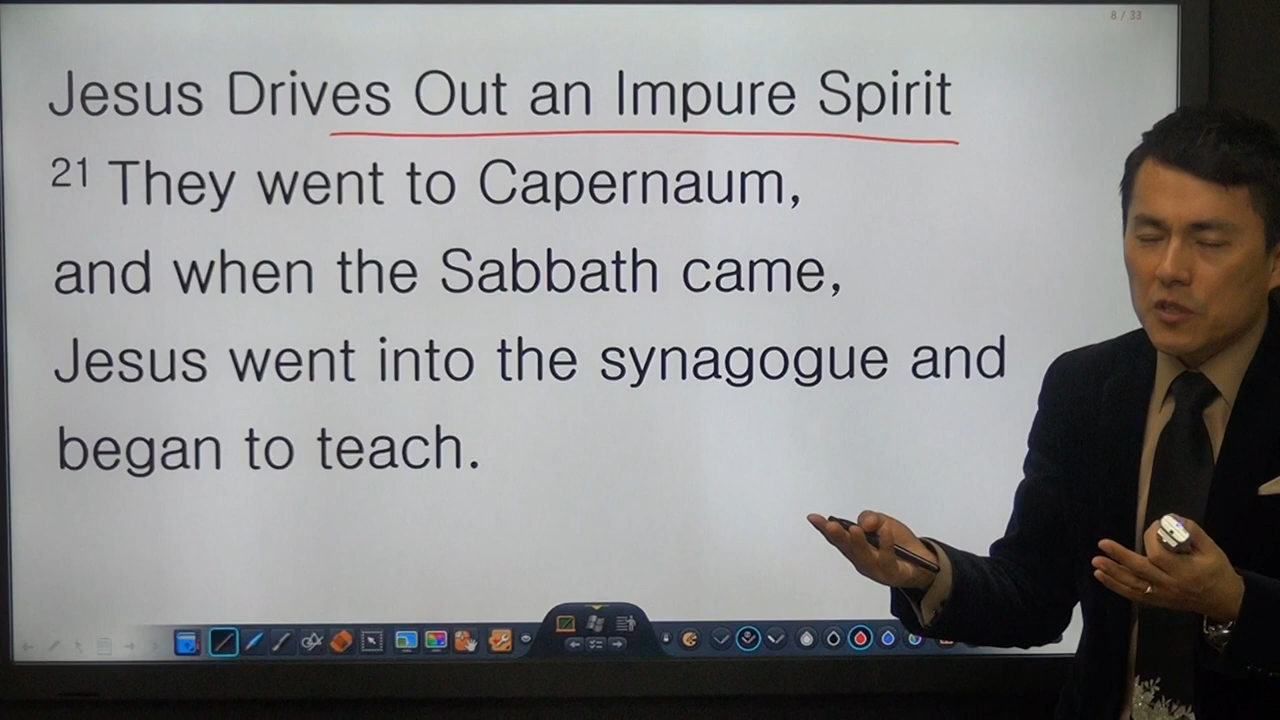 8 / 33
Jesus Drives Out an Impure Spirit
21 They went to Capernaum,
and when the Sabbath came,
Jesus went into the synagogue and
began to teach.